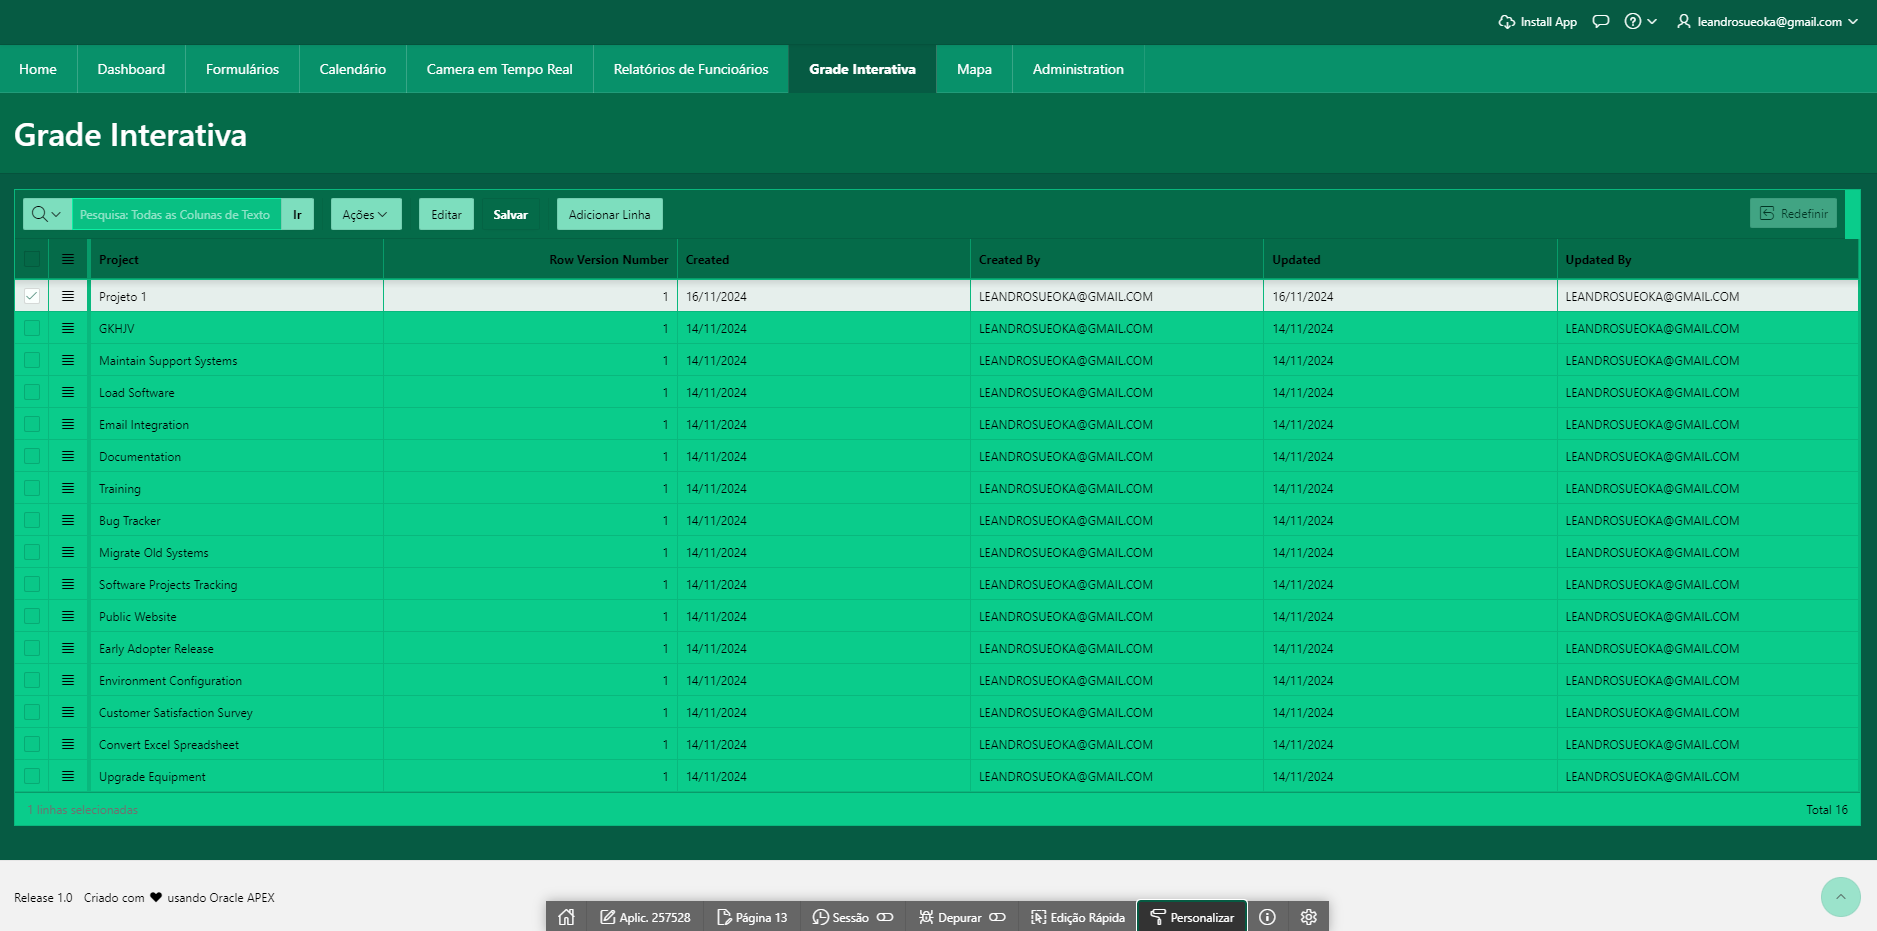 Install App leandrosueoka@gmail.com
Home Dashboard Formulários Calendário Camera em Tempo Real Relatórios de Funcioários Grade Interativa Mapa Administration
Grade Interativa
Pesquisa: Todas as Colunas de Texto Ir Ações Editar Salvar Adicionar Linha Redefinir
Project Row Version Number Created Created By Updated Updated By
Projeto 1 1 16/11/2024 LEANDROSUEOKA@GMAIL.COM 16/11/2024 LEANDROSUEOKA@GMAIL.COM
GKHJV 1 14/11/2024 LEANDROSUEOKA@GMAIL.COM 14/11/2024 LEANDROSUEOKA@GMAIL.COM
Maintain Support Systems 1 14/11/2024 LEANDROSUEOKA@GMAIL.COM 14/11/2024 LEANDROSUEOKA@GMAIL.COM
Load Software 1 14/11/2024 LEANDROSUEOKA@GMAIL.COM 14/11/2024 LEANDROSUEOKA@GMAIL.COM
Email Integration 1 14/11/2024 LEANDROSUEOKA@GMAIL.COM 14/11/2024 LEANDROSUEOKA@GMAIL.COM
Documentation 1 14/11/2024 LEANDROSUEOKA@GMAIL.COM 14/11/2024 LEANDROSUEOKA@GMAIL.COM
Training 1 14/11/2024 LEANDROSUEOKA@GMAIL.COM 14/11/2024 LEANDROSUEOKA@GMAIL.COM
Bug Tracker 1 14/11/2024 LEANDROSUEOKA@GMAIL.COM 14/11/2024 LEANDROSUEOKA@GMAIL.COM
Migrate Old Systems 1 14/11/2024 LEANDROSUEOKA@GMAIL.COM 14/11/2024 LEANDROSUEOKA@GMAIL.COM
Software Projects Tracking 1 14/11/2024 LEANDROSUEOKA@GMAIL.COM 14/11/2024 LEANDROSUEOKA@GMAIL.COM
Public Website 1 14/11/2024 LEANDROSUEOKA@GMAIL.COM 14/11/2024 LEANDROSUEOKA@GMAIL.COM
Early Adopter Release 1 14/11/2024 LEANDROSUEOKA@GMAIL.COM 14/11/2024 LEANDROSUEOKA@GMAIL.COM
Environment Configuration 1 14/11/2024 LEANDROSUEOKA@GMAIL.COM 14/11/2024 LEANDROSUEOKA@GMAIL.COM
Customer Satisfaction Survey 1 14/11/2024 LEANDROSUEOKA@GMAIL.COM 14/11/2024 LEANDROSUEOKA@GMAIL.COM
Convert Excel Spreadsheet 1 14/11/2024 LEANDROSUEOKA@GMAIL.COM 14/11/2024 LEANDROSUEOKA@GMAIL.COM
Upgrade Equipment 1 14/11/2024 LEANDROSUEOKA@GMAIL.COM 14/11/2024 LEANDROSUEOKA@GMAIL.COM
1 linhas selecionadas Total 16
Release 1.0 Criado com ♥ usando Oracle APEX
Aplic. 257528 Página 13 Sessão Depurar Edição Rápida Personalizar